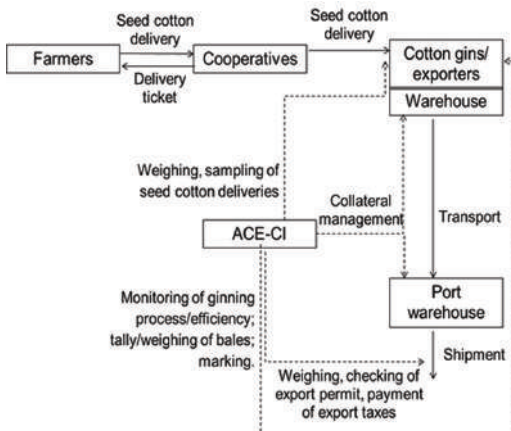 Seed cotton
delivery
Seed cotton
delivery
Farmers
Cooperatives
Cotton gins/
exporters
Delivery
ticket
Warehouse
Weighing, sampling of
seed cotton deliveries
Collateral
management
Transport
ACE-CI
Monitoring of ginning
process/efficiency;
tally/weighing of bales;
marking.
Port
warehouse
Shipment
Weighing, checking of
export permit, payment
of export taxes